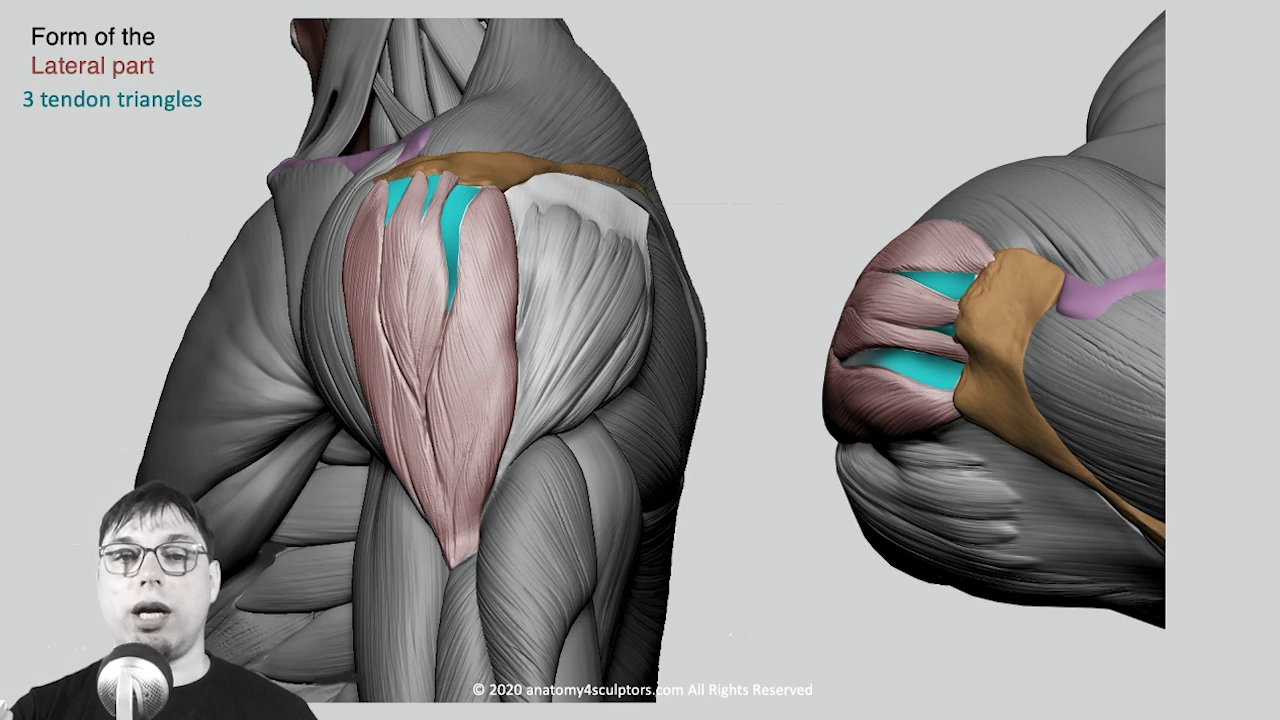 Form of the
Lateral part
3 tendon triangles
© 2020 anatomy4sculptors.com All Rights Reserved